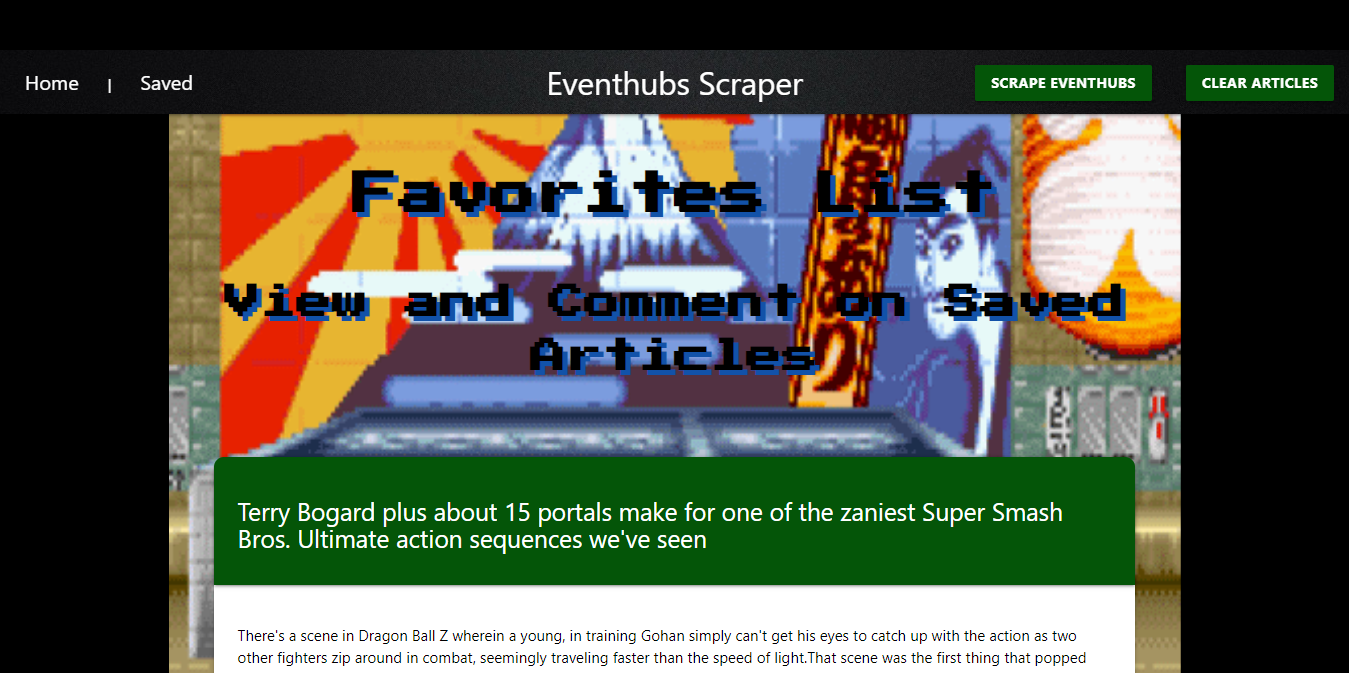 Home | Saved Eventhubs Scraper SCRAPE EVENTHUBS CLEAR ARTICLES
Favorites List
View and Comment on Saved
Articles
Terry Bogard plus about 15 portals make for one of the zaniest Super Smash
Bros. Ultimate action sequences we've seen
There's a scene in Dragon Ball Z wherein a young, in training Gohan simply can't get his eyes to catch up with the action as two
other fighters zip around in combat, seemingly traveling faster than the speed of light.That scene was the first thing that popped